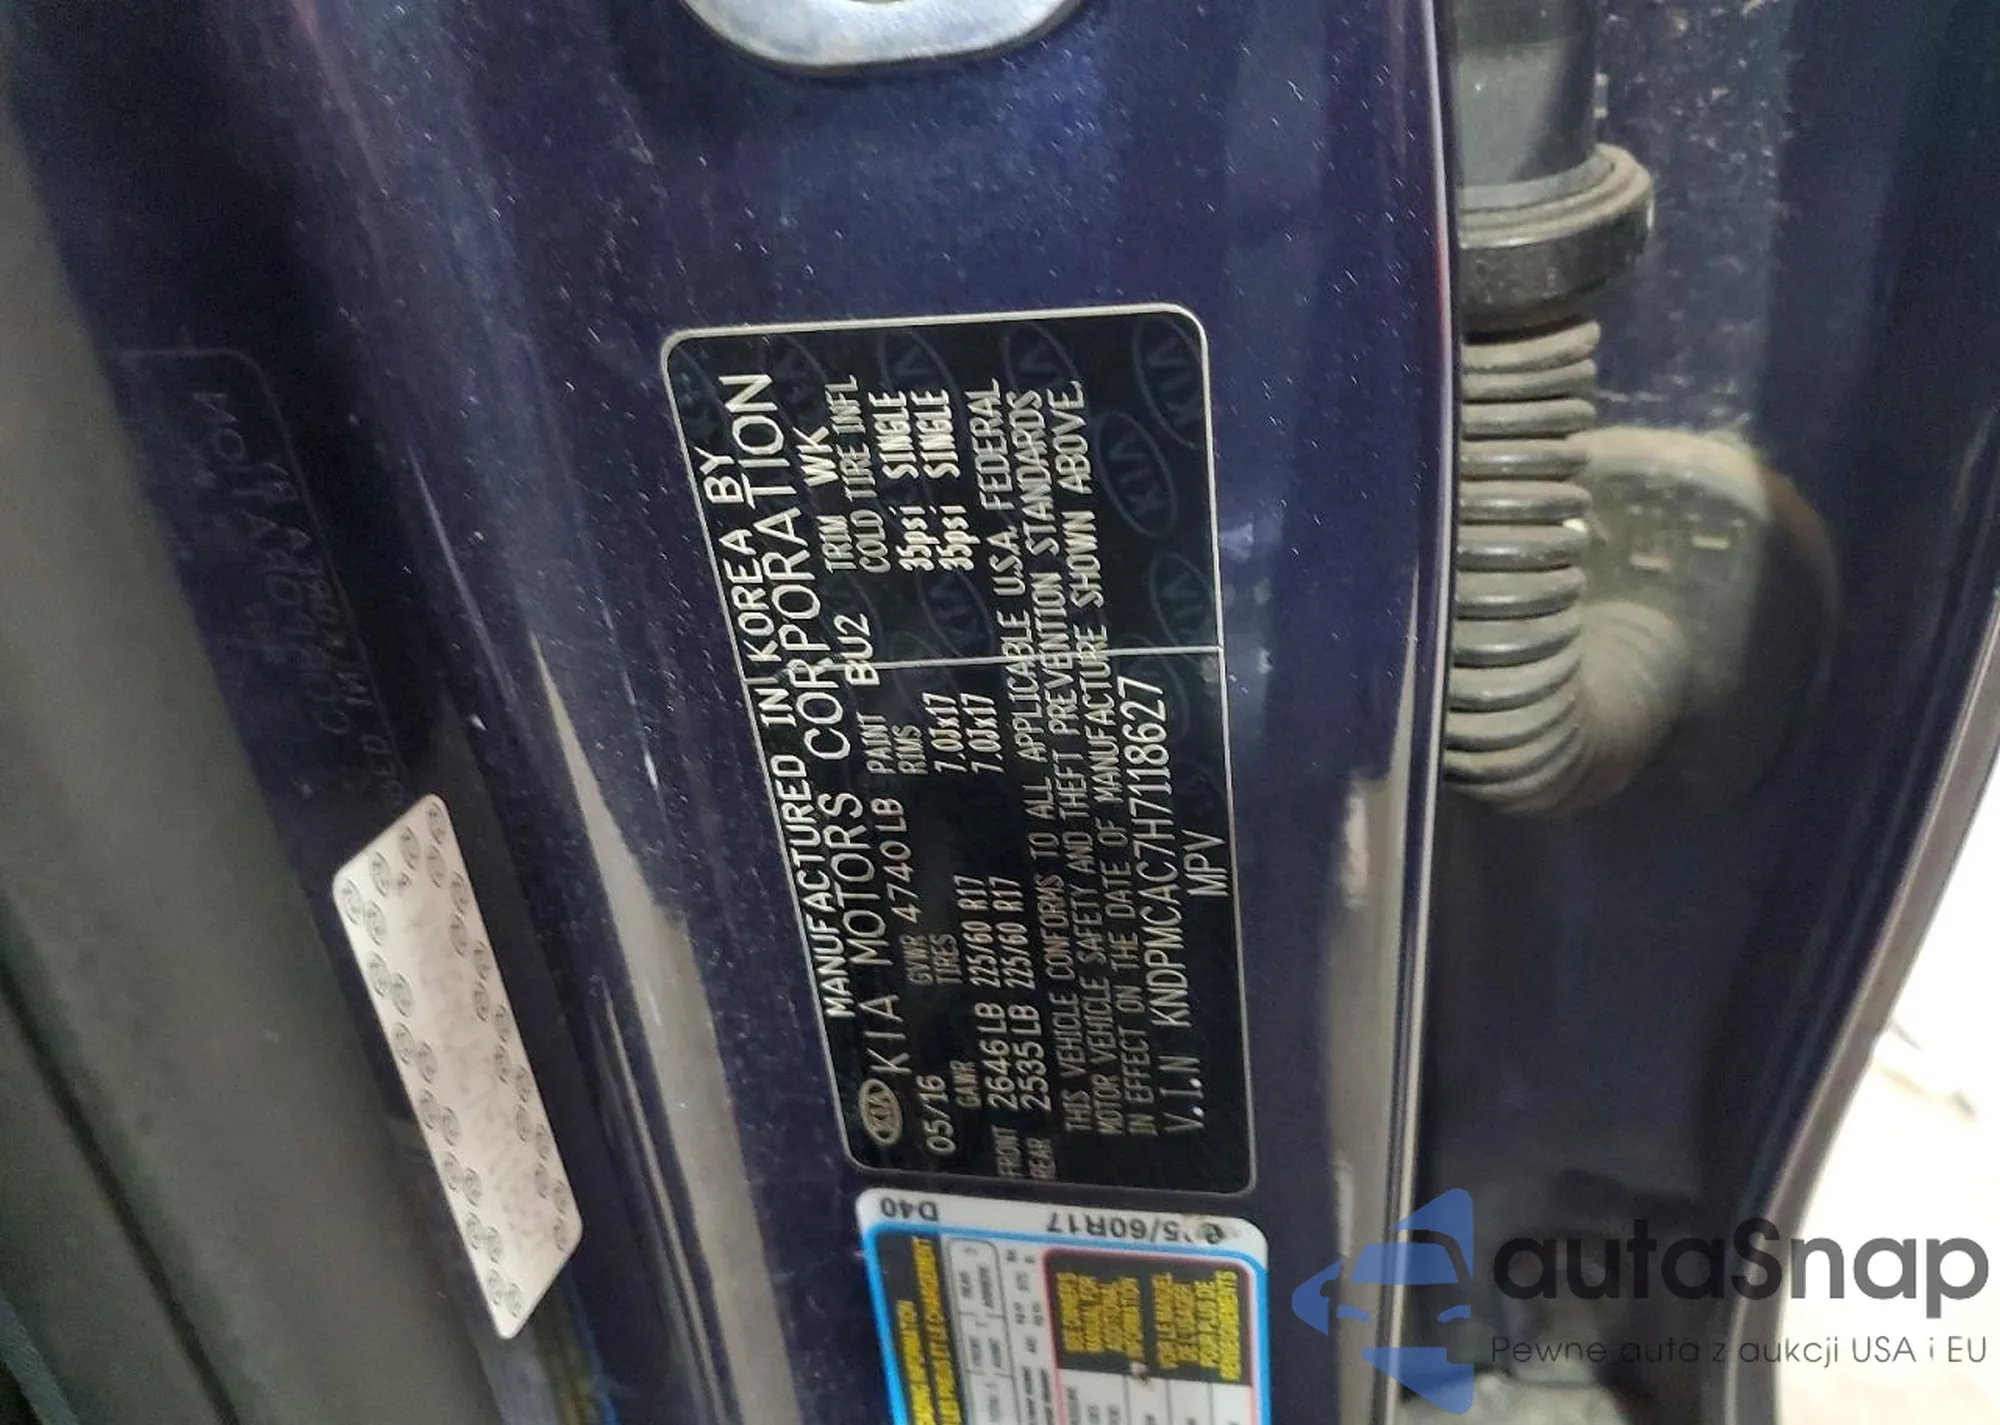 MANUFACTURED IN KOREA BY
KIA KIA MOTORS CORPORATION
05/16 GVWR 4740LB PAINT BU2 TRIM WK
GAWR TIRES RIMS COLD TIRE INFL
FRONT 2646LB 225/60 R17 7.0Jx17 35psi SINGLE
REAR 2535LB 225/60 R17 7.0Jx17 35psi SINGLE
THIS VEHICLE CONFORMS TO ALL APPLICABLE USA FEDERAL
MOTOR VEHICLE SAFETY AND THEFT PREVENTION STANDARDS
IN EFFECT ON THE DATE OF MANUFACTURE SHOWN ABOVE.
V.I.N KNDPMCAC7H7118627
MPV
D40
5/60R17
autaSnap
Pewne auta z aukcji USA i EU